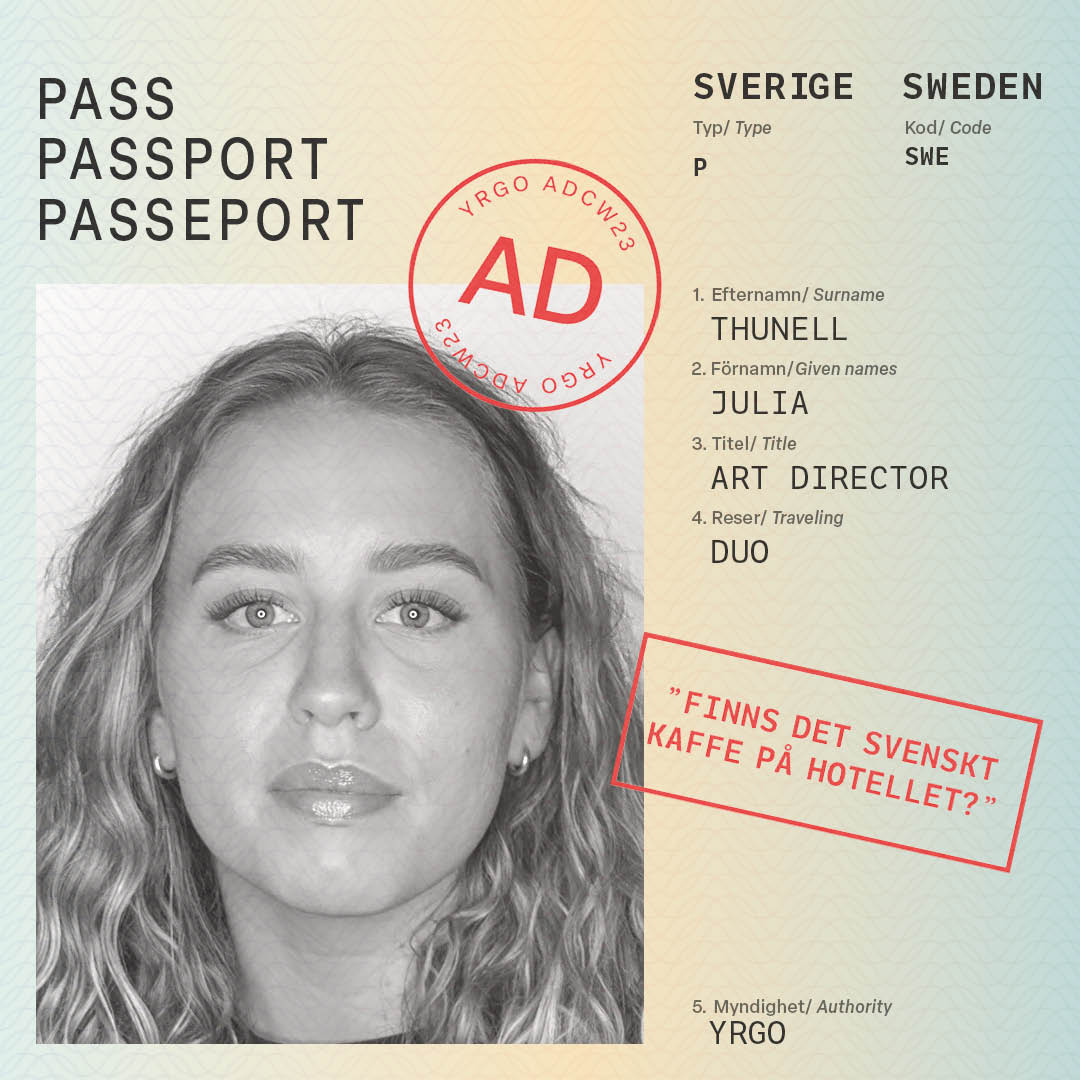 PASS
PASSPORT
PASSEPORT
SVERIGE SWEDEN
Typ/ Type Kod/ Code
P SWE
YRGO ADCW23
AD
YRGO ADCW23
1. Efternamn/ Surname
THUNELL
2. Förnamn/Given names
JULIA
3. Titel/ Title
ART DIRECTOR
4. Reser/ Traveling
DUO
”FINNS DET SVENSKT
KAFFE PÅ HOTELLET?”
5. Myndighet/ Authority
YRGO